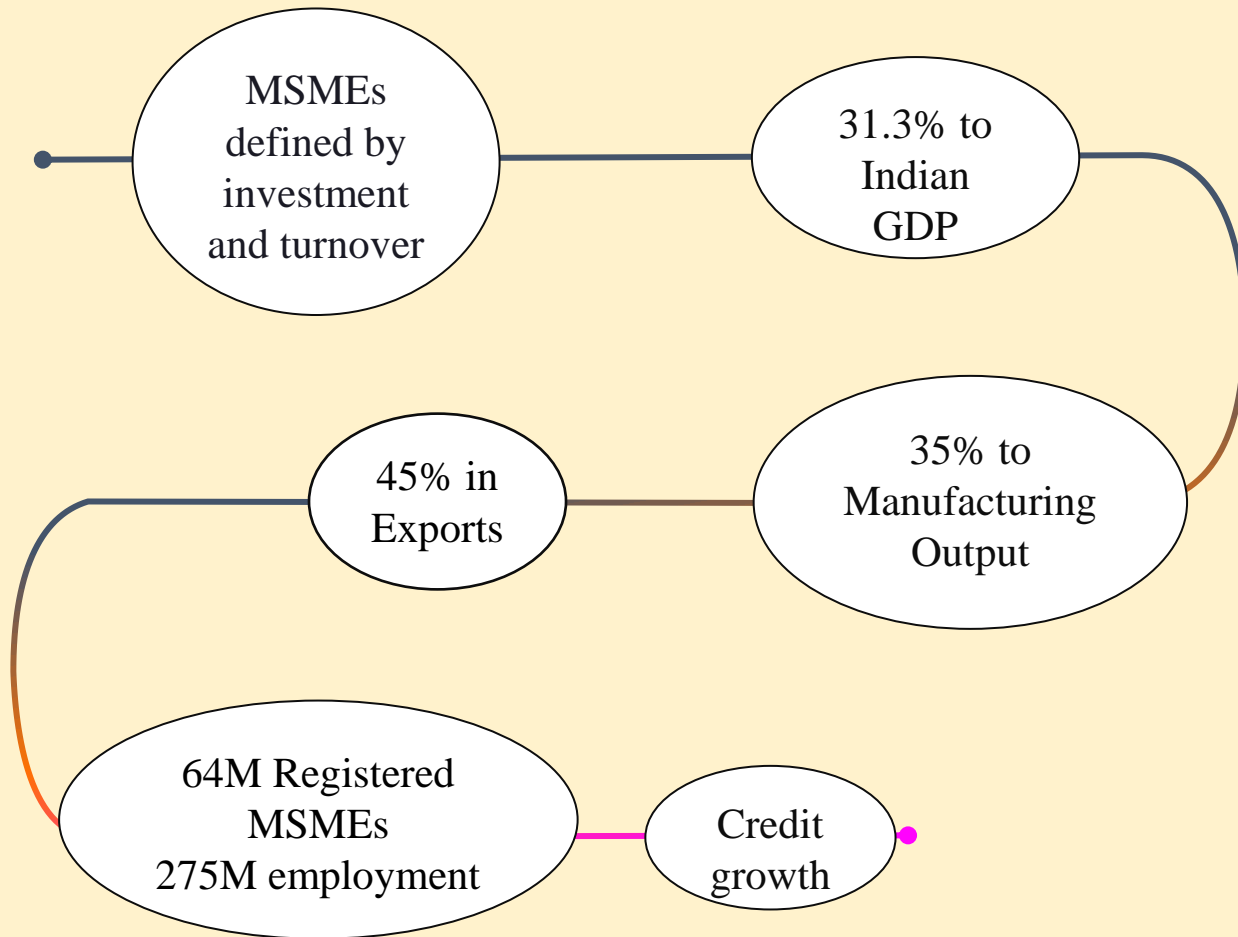 MSMEs
defined by
investment
and turnover
31.3% to
Indian
GDP
35% to
Manufacturing
Output
45% in
Exports
64M Registered
MSMEs
275M employment
Credit
growth